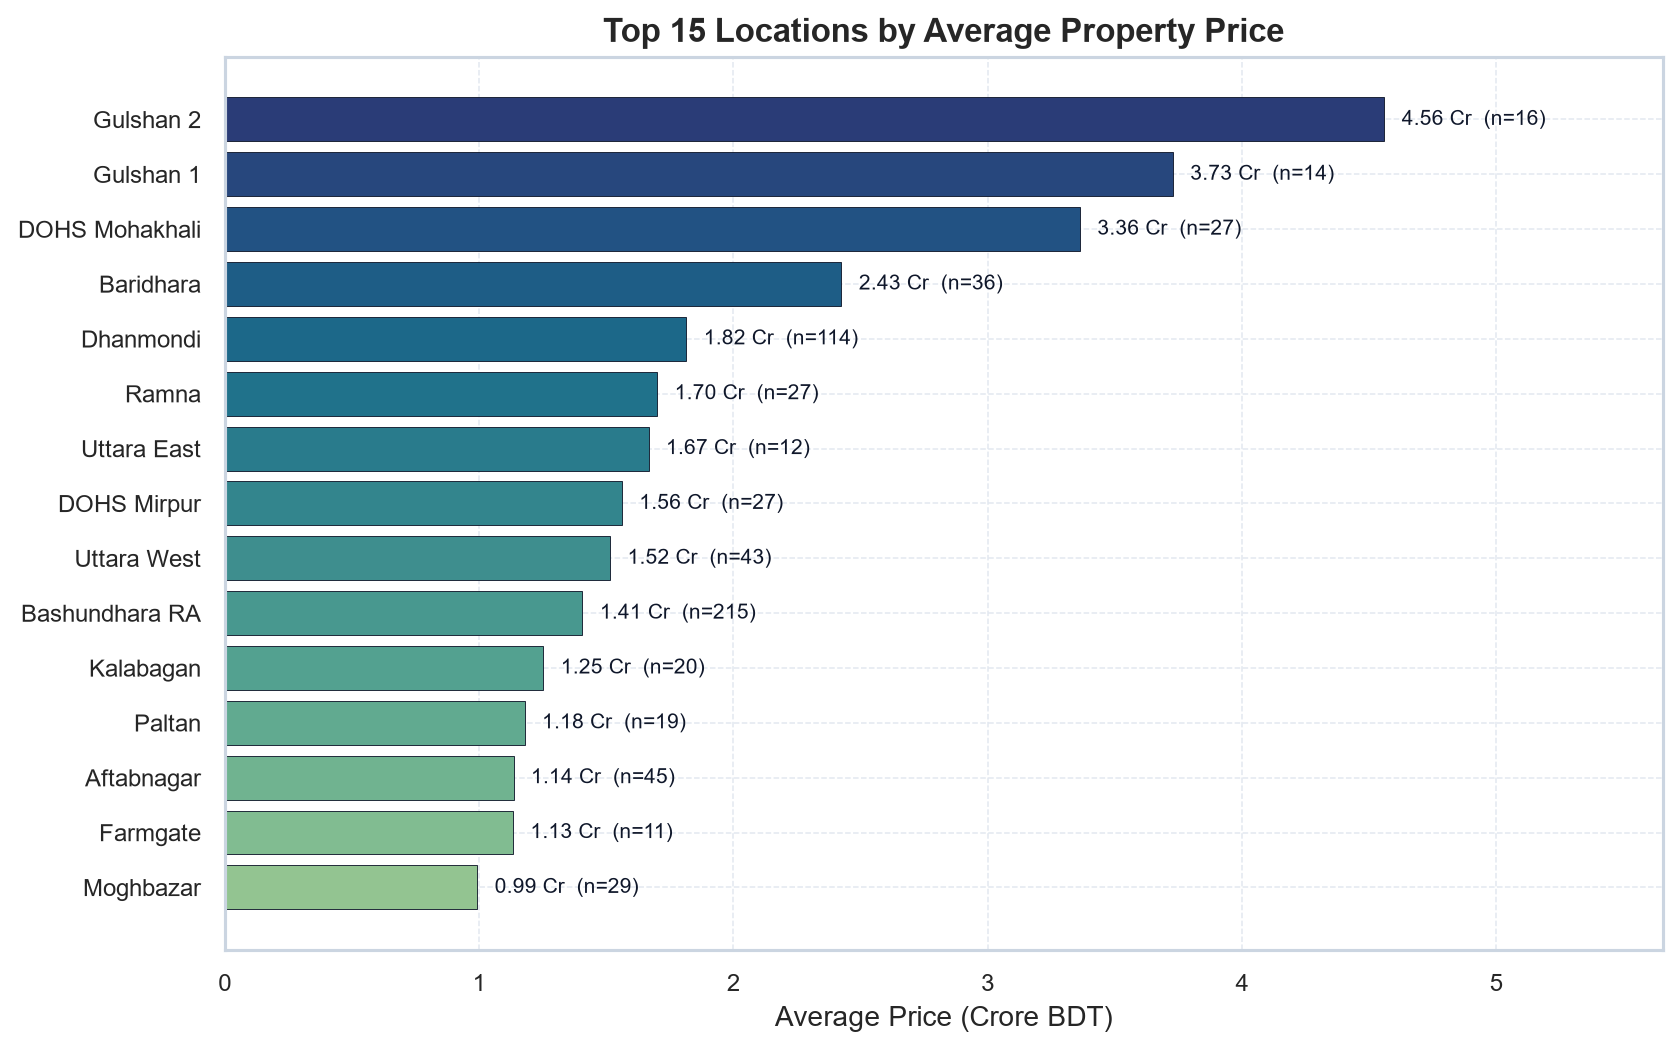 Top 15 Locations by Average Property Price
Gulshan 2 4.56 Cr (n=16)
Gulshan 1 3.73 Cr (n=14)
DOHS Mohakhali 3.36 Cr (n=27)
Baridhara 2.43 Cr (n=36)
Dhanmondi 1.82 Cr (n=114)
Ramna 1.70 Cr (n=27)
Uttara East 1.67 Cr (n=12)
DOHS Mirpur 1.56 Cr (n=27)
Uttara West 1.52 Cr (n=43)
Bashundhara RA 1.41 Cr (n=215)
Kalabagan 1.25 Cr (n=20)
Paltan 1.18 Cr (n=19)
Aftabnagar 1.14 Cr (n=45)
Farmgate 1.13 Cr (n=11)
Moghbazar 0.99 Cr (n=29)
0 1 2 3 4 5
Average Price (Crore BDT)